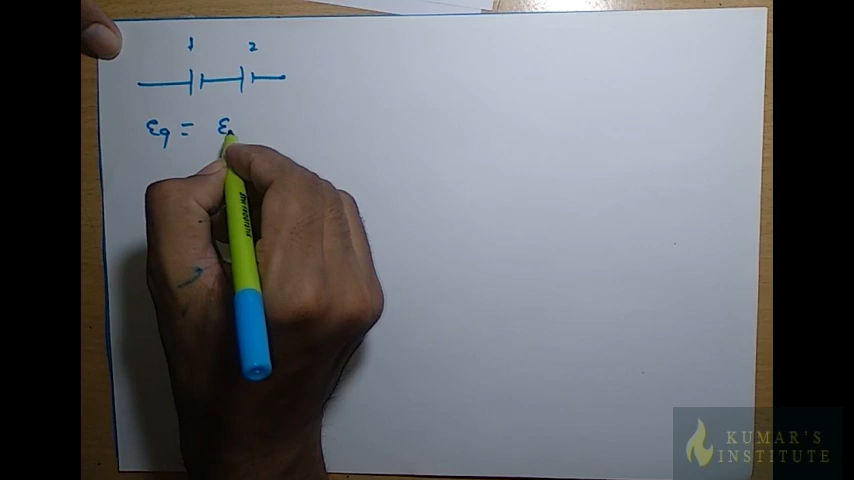 1 2
εq = ε
KUMAR'S
INSTITUTE